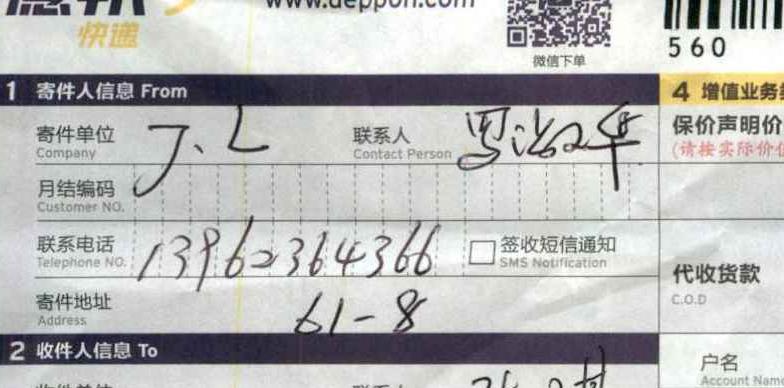 德邦快递 www.deppon.com
微信下单
560
1 寄件人信息 From
4 增值业务
寄件单位 J.L 联系人
Company Contact Person
保价声明价
(请按实际价值
月结编码
Customer NO.
联系电话 13962364366 签收短信通知
Telephone NO. SMS Notification
代收货款
C.O.D
寄件地址 61-8
Address
2 收件人信息 To
户名
Account Name